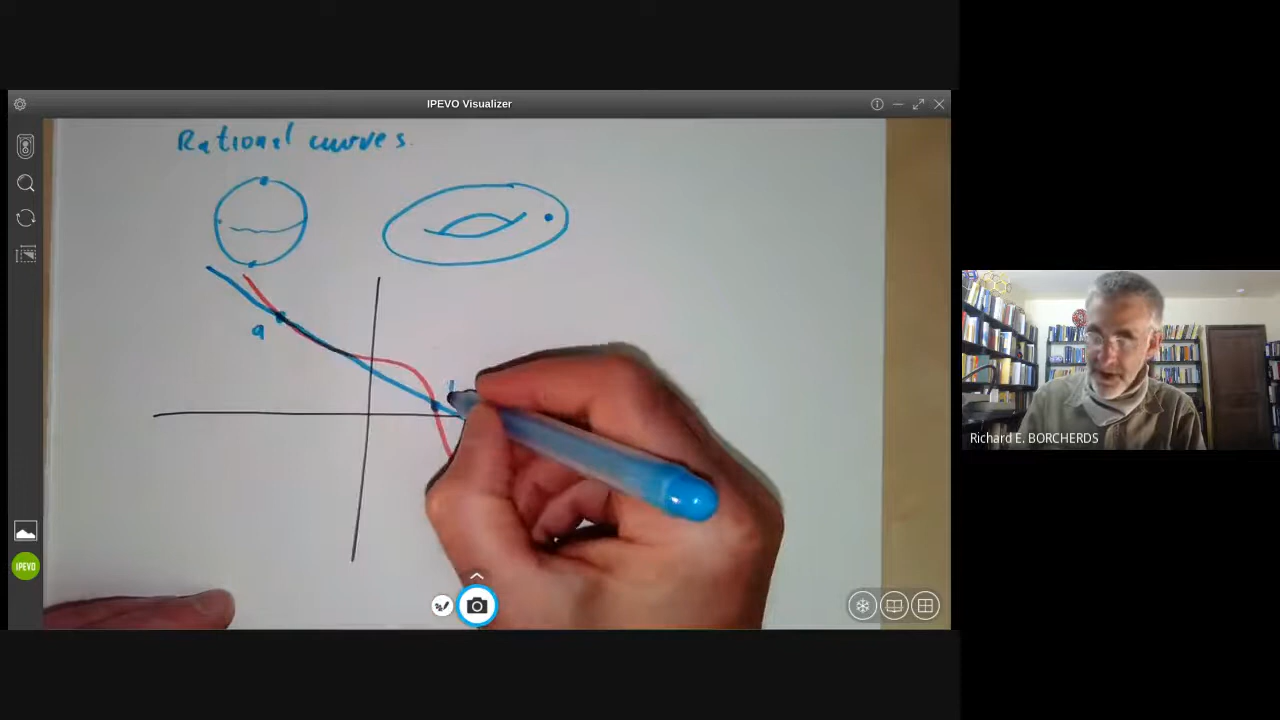 IPEVO Visualizer
Rational curves.
a
Richard E. BORCHERDS
IPEVO